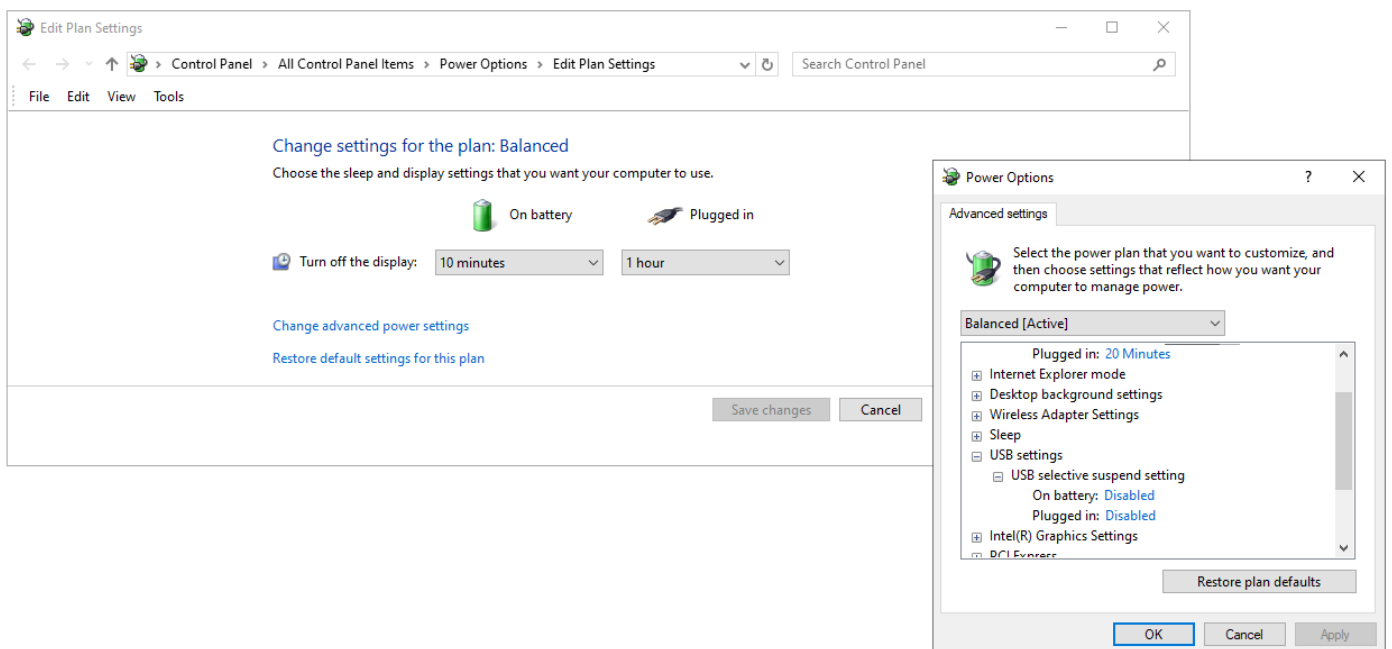 Edit Plan Settings
Control Panel > All Control Panel Items > Power Options > Edit Plan Settings
Search Control Panel
File Edit View Tools
Change settings for the plan: Balanced
Choose the sleep and display settings that you want your computer to use.
On battery Plugged in
Turn off the display: 10 minutes 1 hour
Change advanced power settings
Restore default settings for this plan
Save changes Cancel
Power Options ?
Advanced settings
Select the power plan that you want to customize, and
then choose settings that reflect how you want your
computer to manage power.
Balanced [Active]
Plugged in: 20 Minutes
Internet Explorer mode
Desktop background settings
Wireless Adapter Settings
Sleep
USB settings
USB selective suspend setting
On battery: Disabled
Plugged in: Disabled
Intel(R) Graphics Settings
PCI Express
Restore plan defaults
OK Cancel Apply